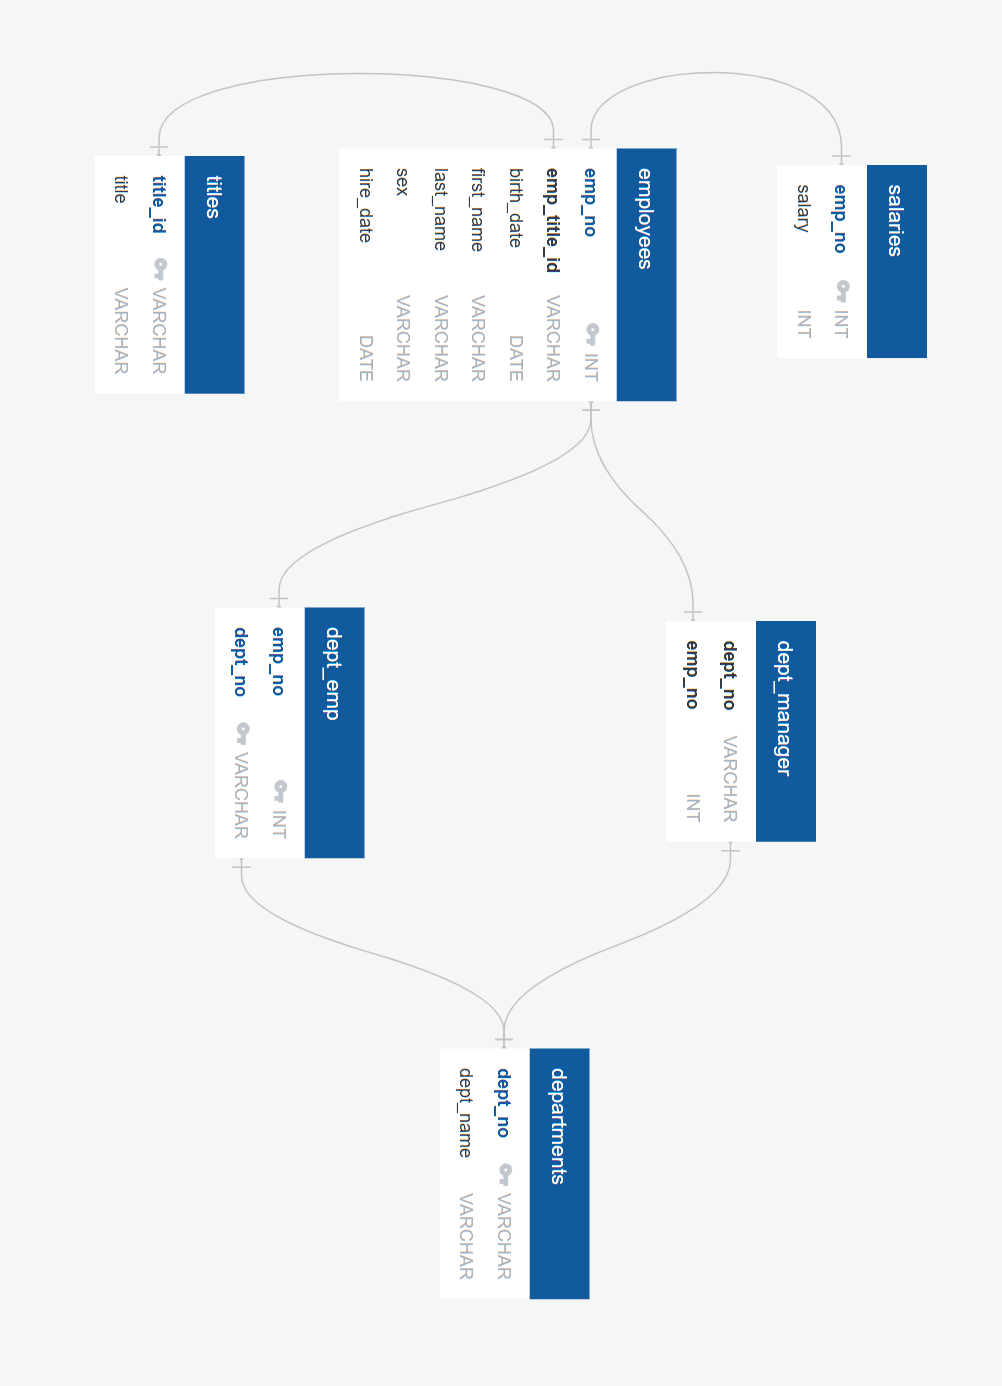 salaries
emp_no INT
salary INT
employees
emp_no INT
emp_title_id VARCHAR
birth_date DATE
first_name VARCHAR
last_name VARCHAR
sex VARCHAR
hire_date DATE
titles
title_id VARCHAR
title VARCHAR
dept_manager
dept_no VARCHAR
emp_no INT
dept_emp
emp_no INT
dept_no VARCHAR
departments
dept_no VARCHAR
dept_name VARCHAR